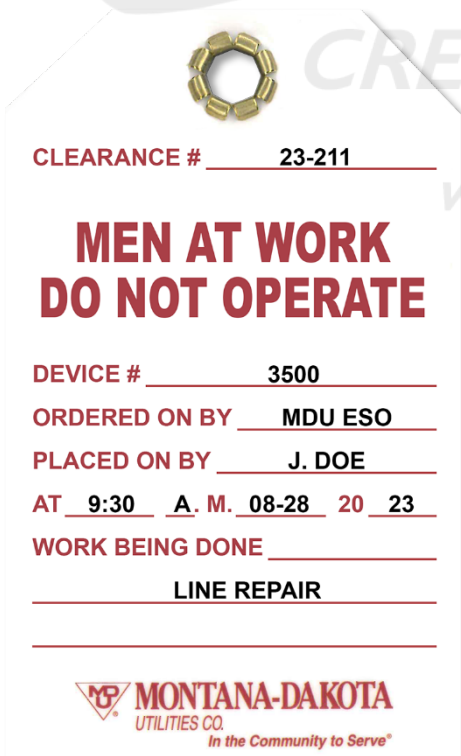 CRE
CLEARANCE # 23-211
MEN AT WORK
DO NOT OPERATE
DEVICE # 3500
ORDERED ON BY MDU ESO
PLACED ON BY J. DOE
AT 9:30 A. M. 08-28 20 23
WORK BEING DONE
LINE REPAIR
MDU MONTANA-DAKOTA
UTILITIES CO.
In the Community to Serve®